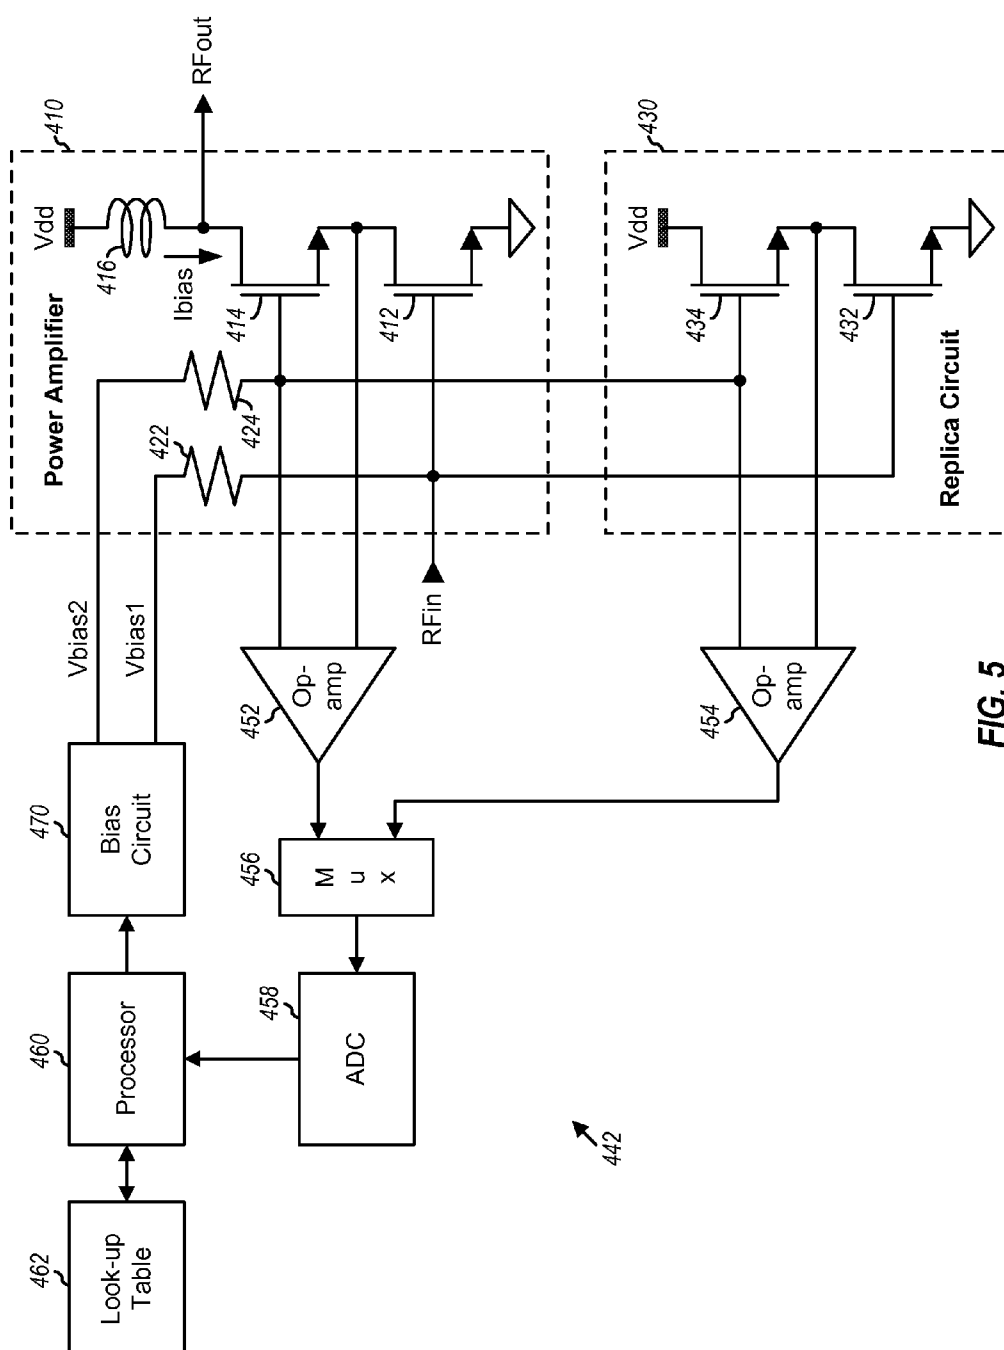 462
Look-up
Table
460
Processor
470
Bias
Circuit
Vbias2
Vbias1
Power Amplifier
422
424
Vdd
416
Ibias
410
RFout
414
412
RFin
452
Op-
amp
456
M
u
x
458
ADC
442
454
Op-
amp
Vdd
430
434
432
Replica Circuit
FIG. 5